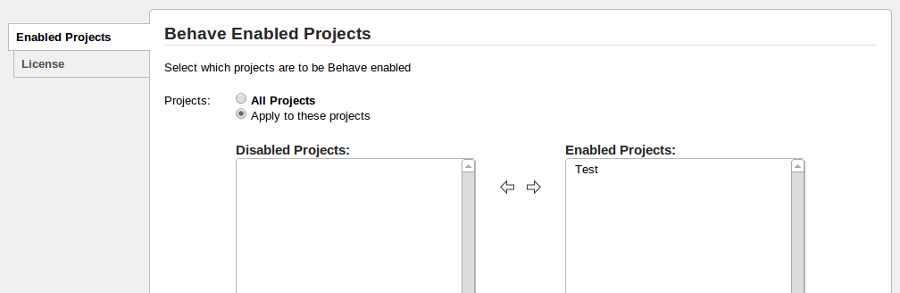 Enabled Projects
License
Behave Enabled Projects
Select which projects are to be Behave enabled
Projects:
All Projects
Apply to these projects
Disabled Projects:
Enabled Projects:
Test